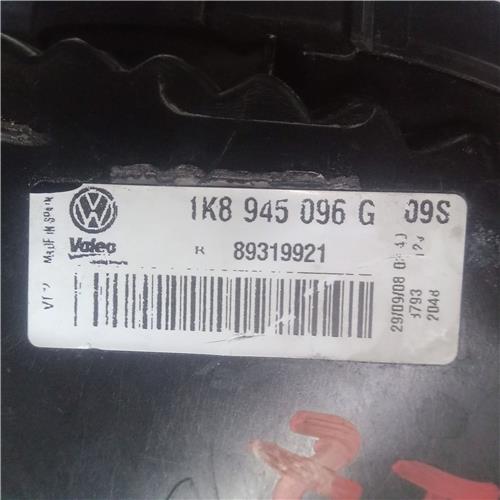 1K8 945 096 G 09S
Valeo R 89319921
MADE IN SPAIN
29/09/08
3793
2048